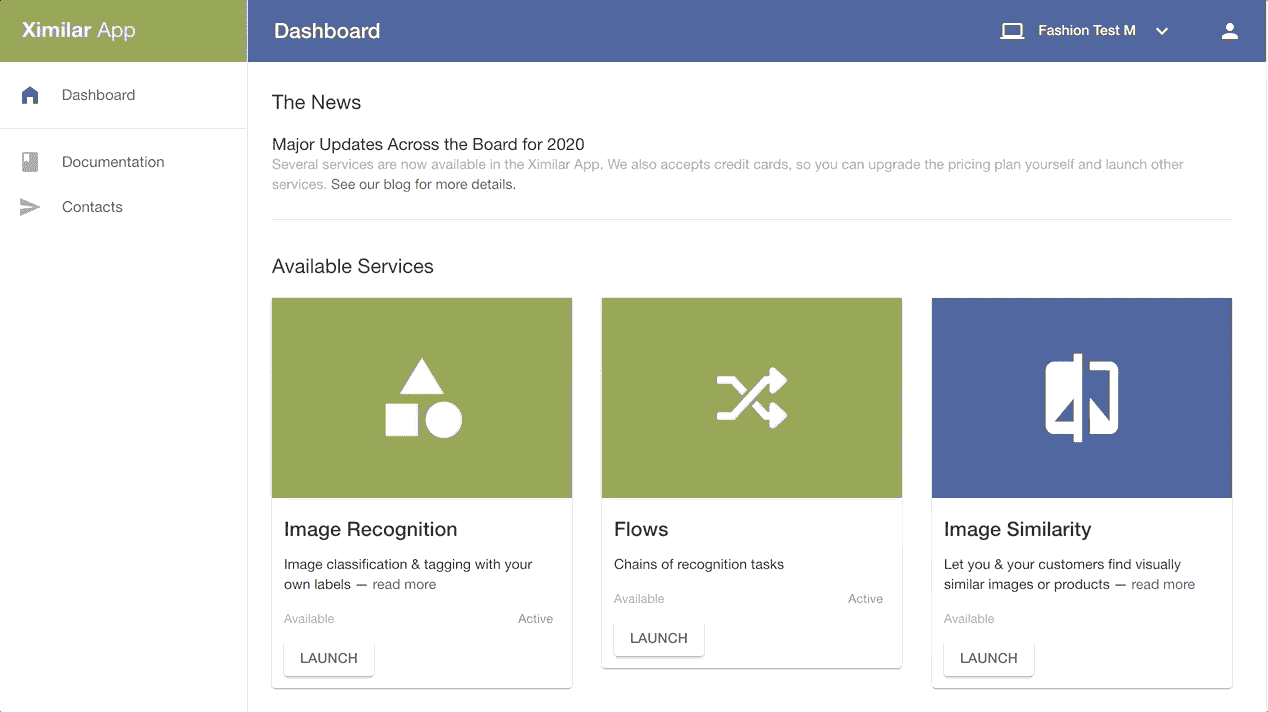 Ximilar App
Dashboard
Fashion Test M
Dashboard
Documentation
Contacts
The News
Major Updates Across the Board for 2020
Several services are now available in the Ximilar App. We also accepts credit cards, so you can upgrade the pricing plan yourself and launch other
services. See our blog for more details.
Available Services
Image Recognition
Image classification & tagging with your
own labels — read more
Available Active
LAUNCH
Flows
Chains of recognition tasks
Available Active
LAUNCH
Image Similarity
Let you & your customers find visually
similar images or products — read more
Available
LAUNCH